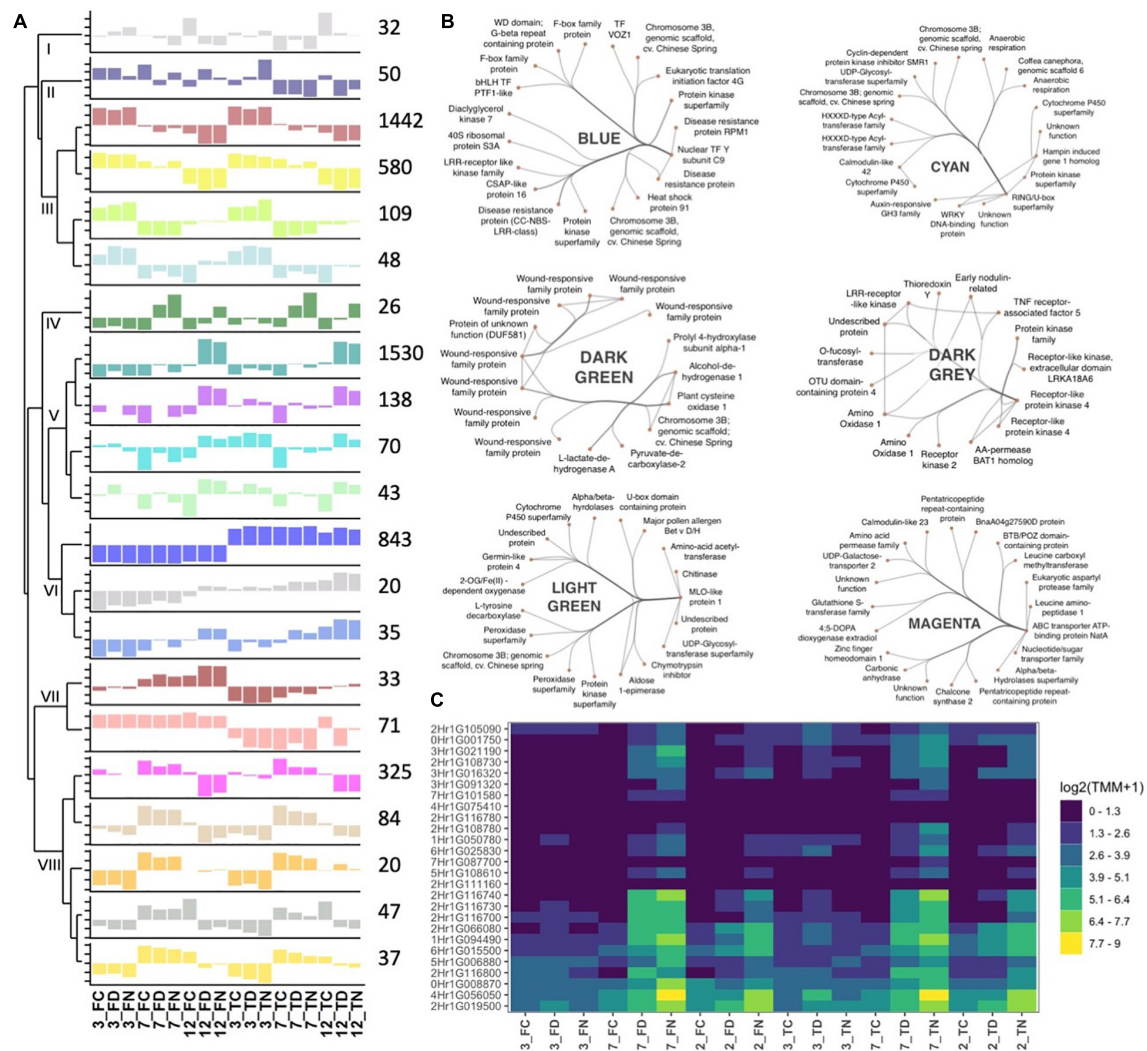 A
I
II
III
IV
V
VI
VII
VIII
32
50
1442
580
109
48
26
1530
138
70
43
843
20
35
33
71
325
84
20
47
37
3_FC
3_FD
3_FN
7_FC
7_FD
7_FN
12_FC
12_FD
12_FN
3_TC
3_TD
3_TN
7_TC
7_TD
7_TN
12_TC
12_TD
12_TN
B
BLUE
WD domain;
G-beta repeat
containing protein
F-box family
protein
TF
VOZ1
Chromosome 3B;
genomic scaffold,
cv. Chinese Spring
F-box family
protein
Eukaryotic translation
initiation factor 4G
bHLH TF
PTF1-like
Protein kinase
superfamily
Diaclyglycerol
kinase 7
Disease resistance
protein RPM1
40S ribosomal
protein S3A
Nuclear TF Y
subunit C9
LRR-receptor like
kinase family
Disease
resistance protein
CSAP-like
protein 16
Heat shock
protein 91
Disease resistance
protein (CC-NBS-
LRR-class)
Protein
kinase
superfamily
Chromosome 3B,
genomic scaffold,
cv. Chinese Spring
CYAN
Chromosome 3B;
genomic scaffold,
cv. Chinese spring
Anaerobic
respiration
Cyclin-dependent
protein kinase inhibitor SMR1
Coffea canephora,
genomic scaffold 6
UDP-Glycosyl-
transferase superfamily
Anaerobic
respiration
Chromosome 3B; genomic
scaffold, cv. Chinese spring
Cytochrome P450
superfamily
HXXXD-type Acyl-
transferase family
Unknown
function
HXXXD-type Acyl-
transferase family
Hampin induced
gene 1 homolog
Calmodulin-like
42
Protein kinase
superfamily
Cytochrome P450
superfamily
RING/U-box
superfamily
Auxin-responsive
GH3 family
WRKY
DNA-binding
protein
Unknown
function
DARK
GREEN
Wound-responsive
family protein
Wound-responsive
family protein
Wound-responsive
family protein
Wound-responsive
family protein
Protein of unknown
function (DUF581)
Prolyl 4-hydroxylase
subunit alpha-1
Wound-responsive
family protein
Alcohol-de-
hydrogenase 1
Wound-responsive
family protein
Plant cysteine
oxidase 1
Wound-responsive
family protein
Chromosome 3B;
genomic scaffold;
cv. Chinese Spring
Wound-responsive
family protein
L-lactate-de-
hydrogenase A
Pyruvate-de-
carboxylase-2
DARK
GREY
LRR-receptor-
like kinase
Thioredoxin
Y
Early nodulin-
related
TNF receptor-
associated factor 5
Undescribed
protein
Protein kinase
family
O-fucosyl-
transferase
Receptor-like kinase,
extracellular domain
LRKA18A6
OTU domain-
containing protein 4
Receptor-like
protein kinase 4
Amino
Oxidase 1
Receptor-like
protein kinase 4
Amino
Oxidase 1
Receptor
kinase 2
AA-permease
BAT1 homolog
LIGHT
GREEN
Cytochrome
P450 superfamily
Alpha/beta-
hyrdolases
U-box domain
containing protein
Major pollen allergen
Bet v D/H
Undescribed
protein
Amino-acid acetyl-
transferase
Germin-like
protein 4
Chitinase
2-OG/Fe(II) -
dependent oxygenase
MLO-like
protein 1
L-tyrosine
decarboxylase
Undescribed
protein
Peroxidase
superfamily
UDP-Glycosyl-
transferase superfamily
Chromosome 3B; genomic
scaffold, cv. Chinese spring
Chymotrypsin
inhibitor
Peroxidase
superfamily
Protein
kinase
superfamily
Aldose
1-epimerase
MAGENTA
Pentatricopeptide
repeat-containing
protein
Calmodulin-like 23
BnaA04g27590D protein
Amino acid
permease family
BTB/POZ domain-
containing protein
UDP-Galactose-
transporter 2
Leucine carboxyl
methyltransferase
Unknown
function
Eukaryotic aspartyl
protease family
Glutathione S-
transferase family
Leucine amino-
peptidase 1
4;5-DOPA
dioxygenase extradiol
ABC transporter ATP-
binding protein NatA
Zinc finger
homeodomain 1
Nucleotide/sugar
transporter family
Carbonic
anhydrase
Alpha/beta-
Hydrolases superfamily
Unknown
function
Chalcone
synthase 2
Pentatricopeptide repeat-
containing protein
C
2Hr1G105090
0Hr1G001750
3Hr1G021190
2Hr1G108730
3Hr1G016320
3Hr1G091320
7Hr1G101580
4Hr1G075410
2Hr1G116780
2Hr1G108780
1Hr1G050780
6Hr1G025830
7Hr1G087700
5Hr1G108610
2Hr1G111160
2Hr1G116740
2Hr1G116730
2Hr1G116700
2Hr1G066080
1Hr1G094490
6Hr1G015500
5Hr1G006880
2Hr1G116800
0Hr1G008870
4Hr1G056050
2Hr1G019500
3_FC
3_FD
3_FN
7_FC
7_FD
7_FN
2_FC
2_FD
2_FN
3_TC
3_TD
3_TN
7_TC
7_TD
7_TN
2_TC
2_TD
2_TN
log2(TMM+1)
0 - 1.3
1.3 - 2.6
2.6 - 3.9
3.9 - 5.1
5.1 - 6.4
6.4 - 7.7
7.7 - 9